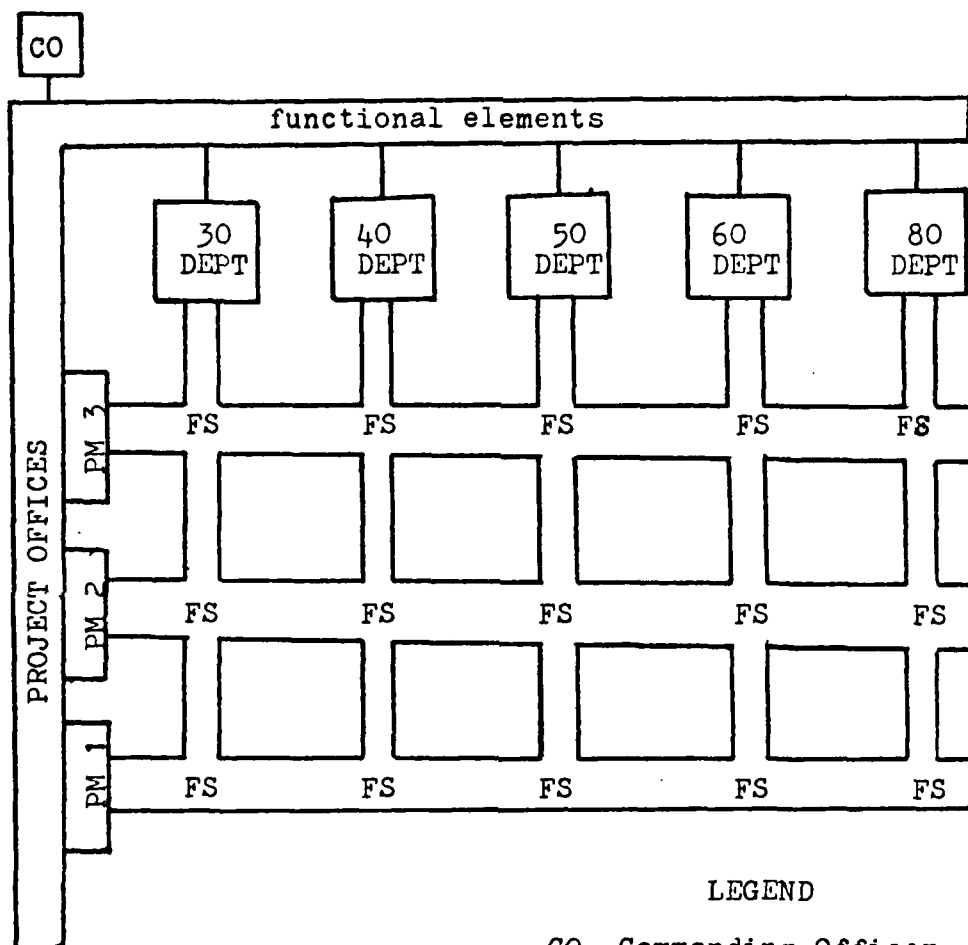 CO
functional elements
30 40 50 60 80
DEPT DEPT DEPT DEPT DEPT
PROJECT OFFICES
PM 3
FS FS FS FS FS
PM 2
FS FS FS FS FS
PM 1
FS FS FS FS FS
LEGEND
CO Commanding Officer